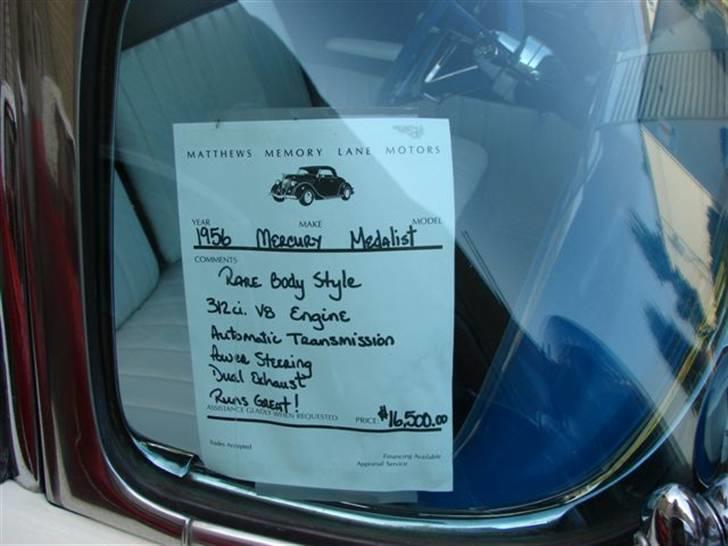 MATTHEWS MEMORY LANE MOTORS
YEAR MAKE MODEL
1956 Mercury Medalist
COMMENTS
Rare Body Style
312ci. V8 Engine
Automatic Transmission
Power Steering
Dual Exhaust
Runs Great!
ASSISTANCE GLADLY WHEN REQUESTED PRICE: $16,500.00
Trades Accepted
Financing Available
Appraisal Service